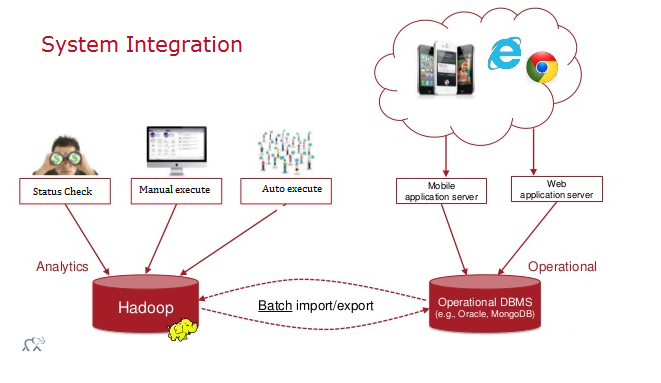 System Integration
Status Check
Manual execute
Auto execute
Mobile
application server
Web
application server
Analytics
Operational
Hadoop
Batch import/export
Operational DBMS
(e.g., Oracle, MongoDB)